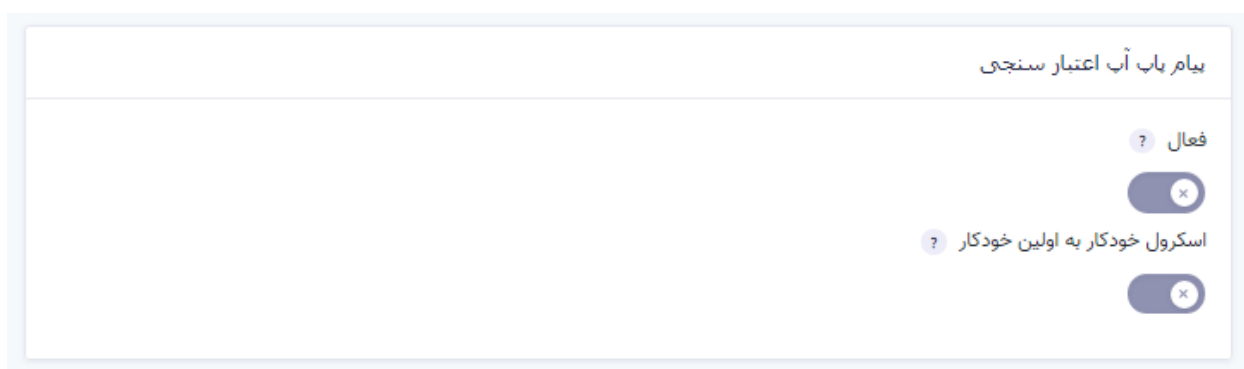 پیام پاپ آپ اعتبار سنجی
فعال ?
اسکرول خودکار به اولین خودکار ?